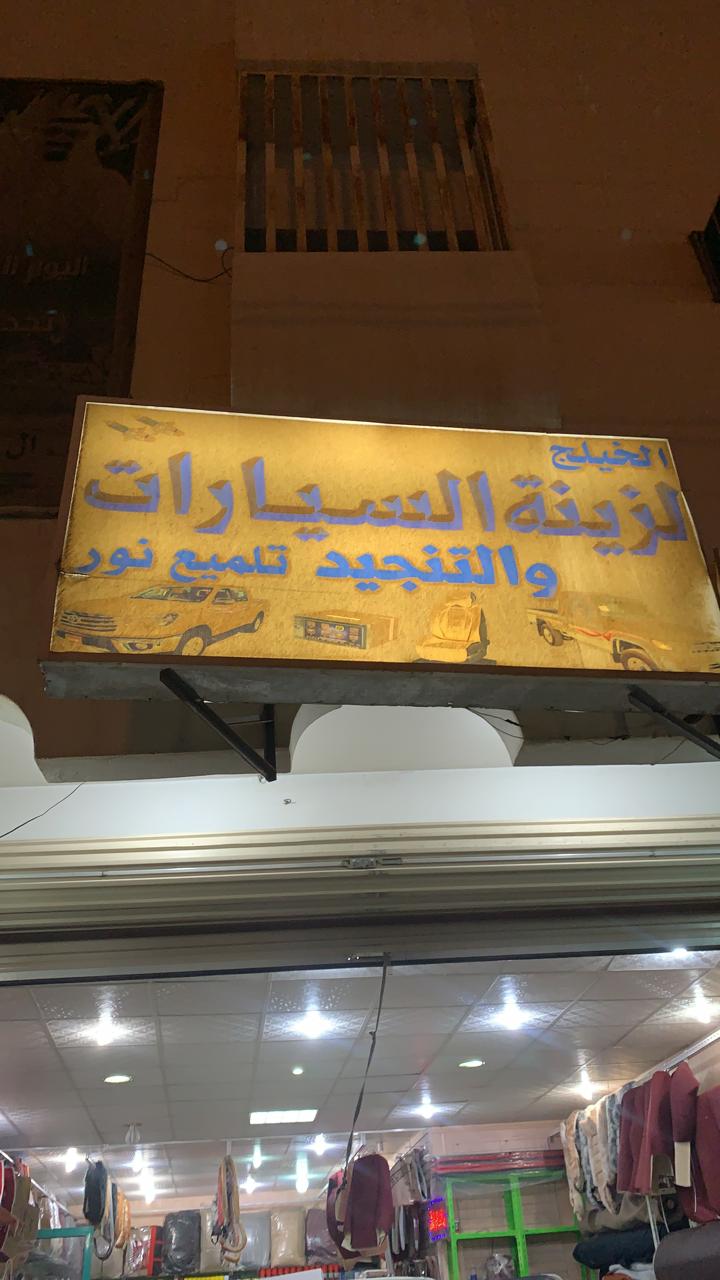 الخليج
لزينة السيارات
والتنجيد تلميع نور